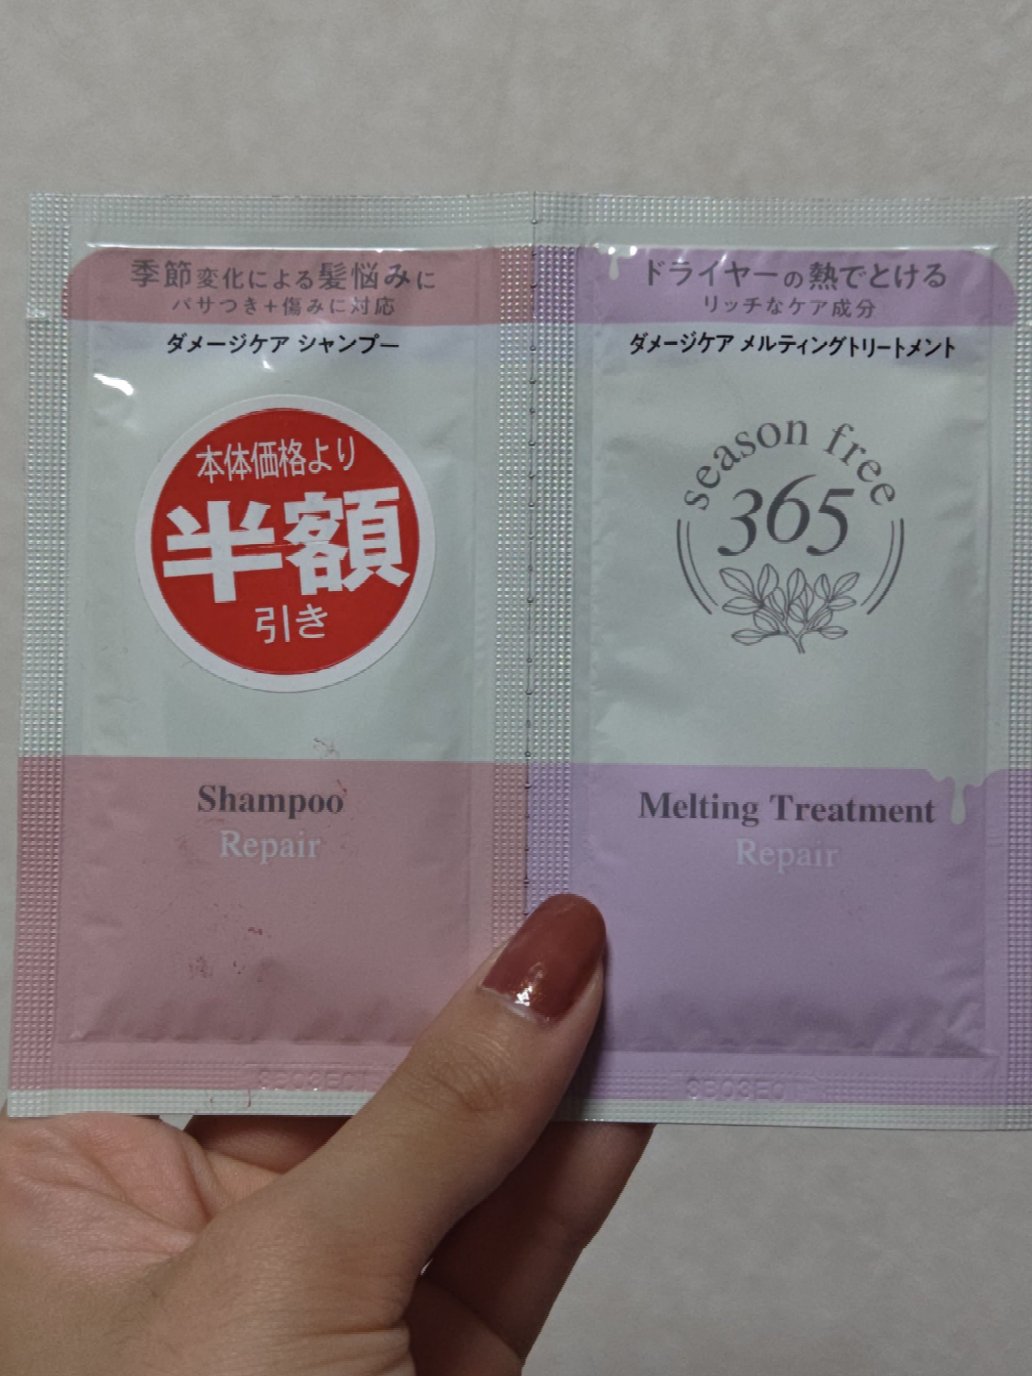 季節変化による髪悩みに
パサつき+傷みに対応
ダメージケア シャンプー
本体価格より
半額
引き
Shampoo
Repair
ドライヤーの熱でとける
リッチなケア成分
ダメージケア メルティングトリートメント
season free
365
Melting Treatment
Repair